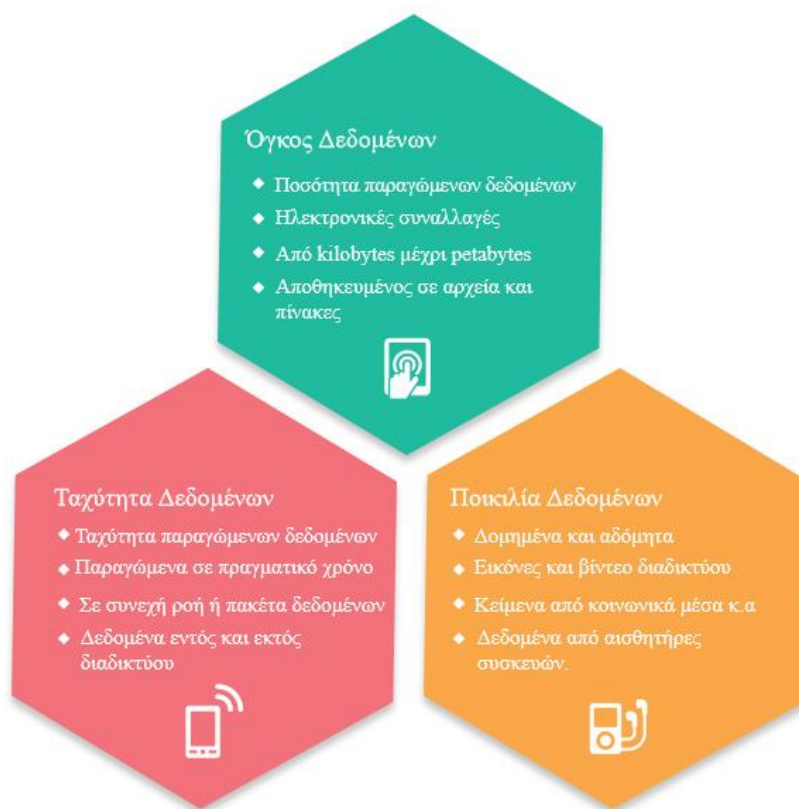 Όγκος Δεδομένων
Ποσότητα παραγώμενων δεδομένων
Ηλεκτρονικές συναλλαγές
Από kilobytes μέχρι petabytes
Αποθηκευμένος σε αρχεία και
πίνακες
Ταχύτητα Δεδομένων
Ταχύτητα παραγώμενων δεδομένων
Παραγώμενα σε πραγματικό χρόνο
Σε συνεχή ροή ή πακέτα δεδομένων
Δεδομένα εντός και εκτός
διαδικτύου
Ποικιλία Δεδομένων
Δομημένα και αδόμητα
Εικόνες και βίντεο διαδικτύου
Κείμενα από κοινωνικά μέσα κ.α
Δεδομένα από αισθητήρες
συσκευών.